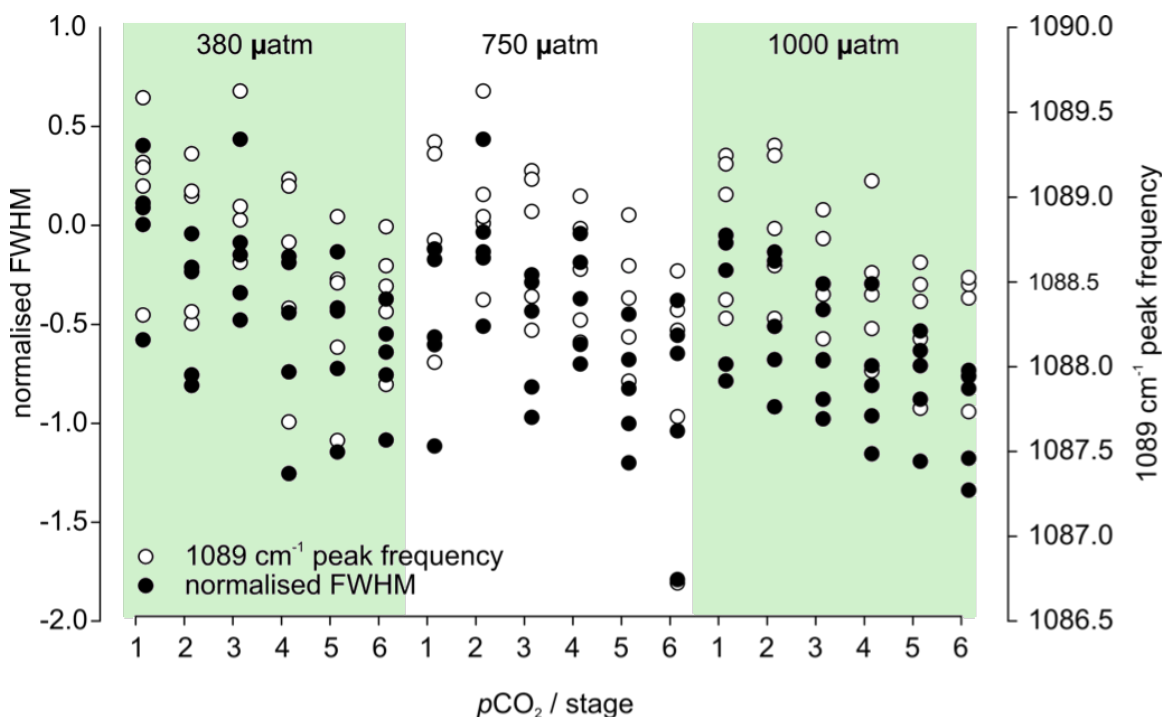 1.0
0.5
0.0
-0.5
-1.0
-1.5
-2.0
normalised FWHM
380 µatm
750 µatm
1000 µatm
1090.0
1089.5
1089.0
1088.5
1088.0
1087.5
1087.0
1086.5
1089 cm⁻¹ peak frequency
1089 cm⁻¹ peak frequency
normalised FWHM
1 2 3 4 5 6 1 2 3 4 5 6 1 2 3 4 5 6
pCO₂ / stage